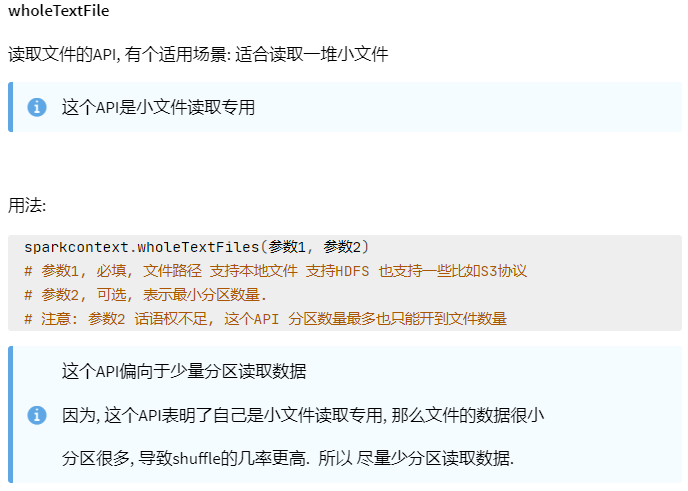 wholeTextFile
读取文件的API, 有个适用场景: 适合读取一堆小文件
这个API是小文件读取专用
用法:
sparkcontext.wholeTextFiles(参数1, 参数2)
# 参数1, 必填, 文件路径 支持本地文件 支持HDFS 也支持一些比如S3协议
# 参数2, 可选, 表示最小分区数量.
# 注意: 参数2 话语权不足, 这个API 分区数量最多也只能开到文件数量
这个API偏向于少量分区读取数据
因为, 这个API表明了自己是小文件读取专用, 那么文件的数据很小
分区很多, 导致shuffle的几率更高. 所以 尽量少分区读取数据.